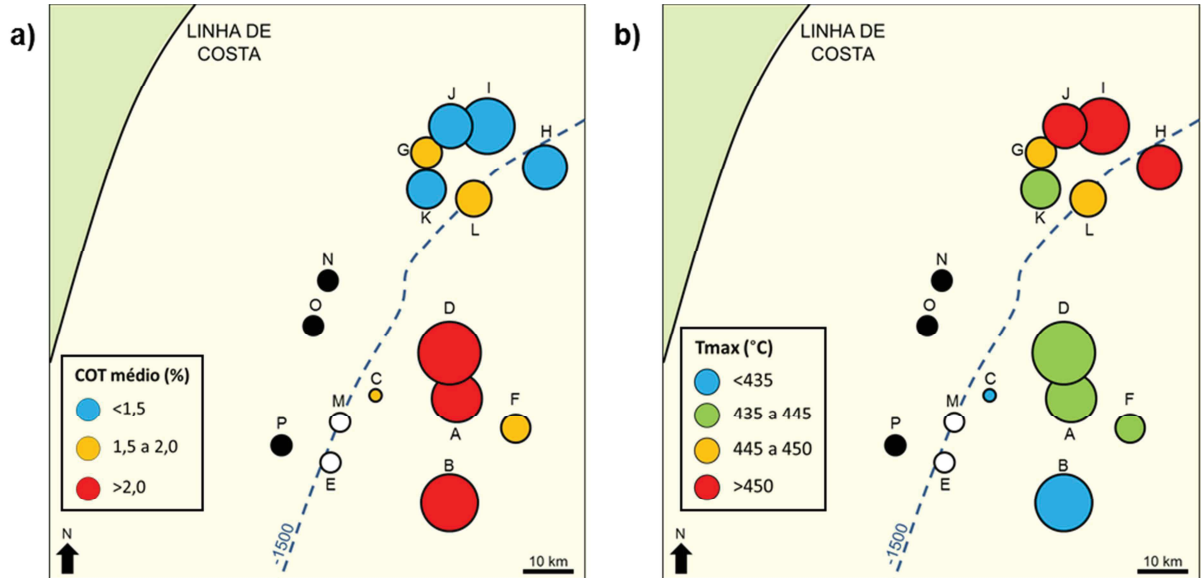 a)
LINHA DE
COSTA
J
I
H
G
K
L
N
O
D
C
M
F
P
A
E
B
COT médio (%)
<1,5
1,5 a 2,0
>2,0
-1500
N
10 km
b)
LINHA DE
COSTA
J
I
H
G
K
L
N
O
D
C
M
F
P
A
E
B
Tmax (°C)
<435
435 a 445
445 a 450
>450
-1500
N
10 km